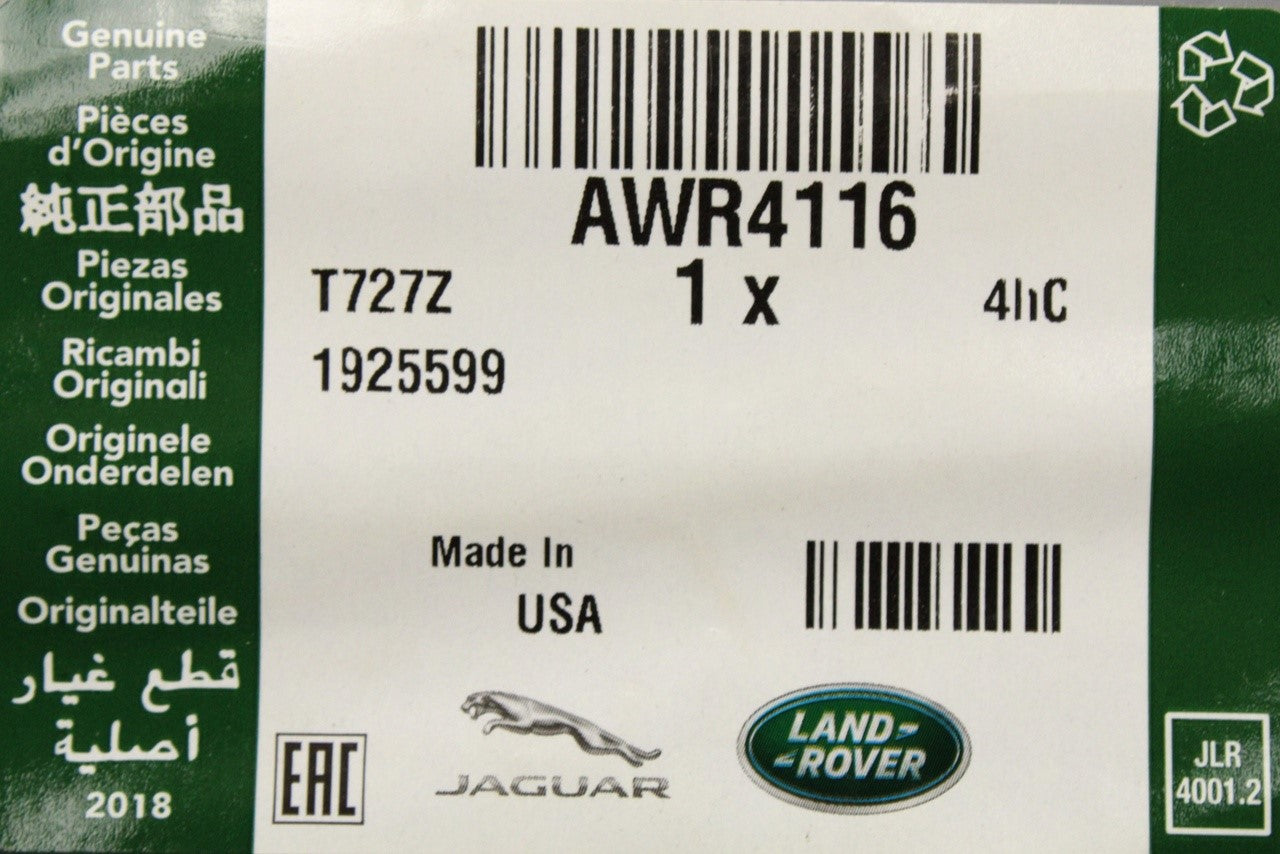 Genuine
Parts
Pièces
d'Origine
純正部品
Piezas
Originales
Ricambi
Originali
Originele
Onderdelen
Peças
Genuinas
Originalteile
قطع غيار
أصلية
2018
AWR4116
T727Z
1 x
1925599
Made In
USA
EAC
JAGUAR
LAND-
-ROVER
JLR
4001.2